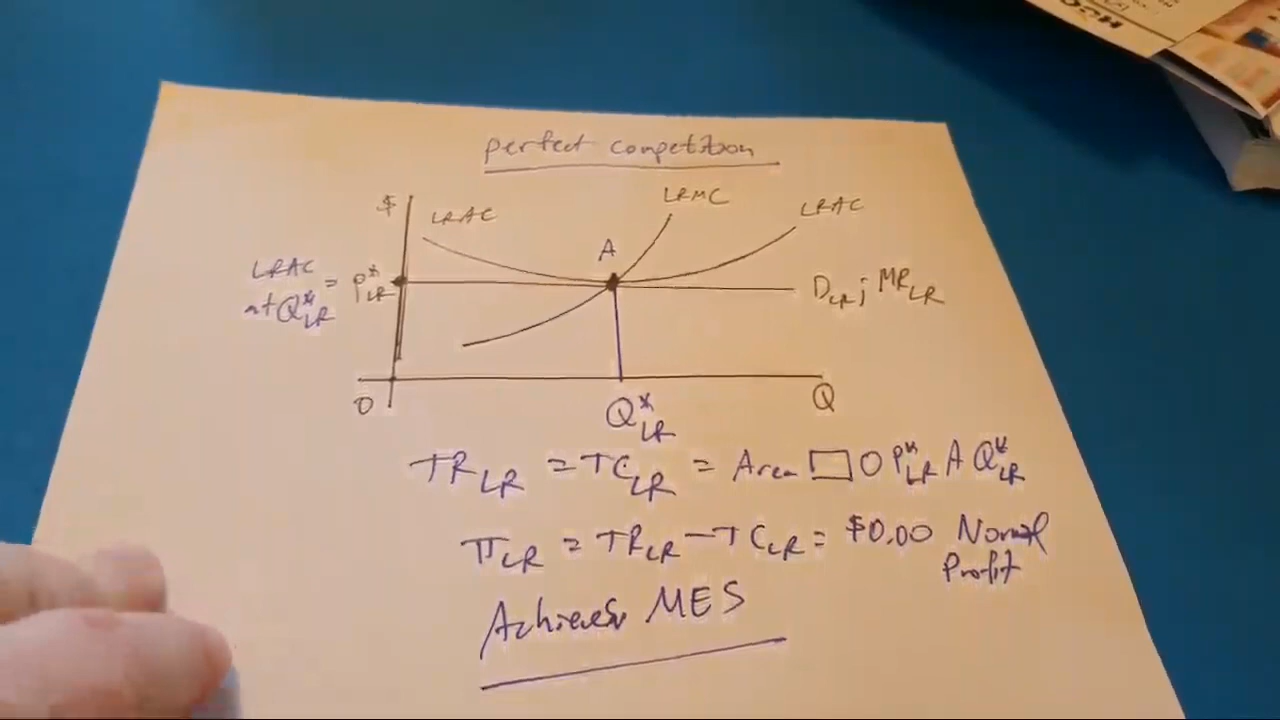 perfect competition
$
LRAC
LRMC
LRAC
A
LRAC at Q*LR = P*LR
DLR; MRLR
0
Q*LR
Q
TRLR = TCLR = Area □ O P*LR A Q*LR
πLR = TRLR - TCLR = $0.00 Normal Profit
Achieves MES